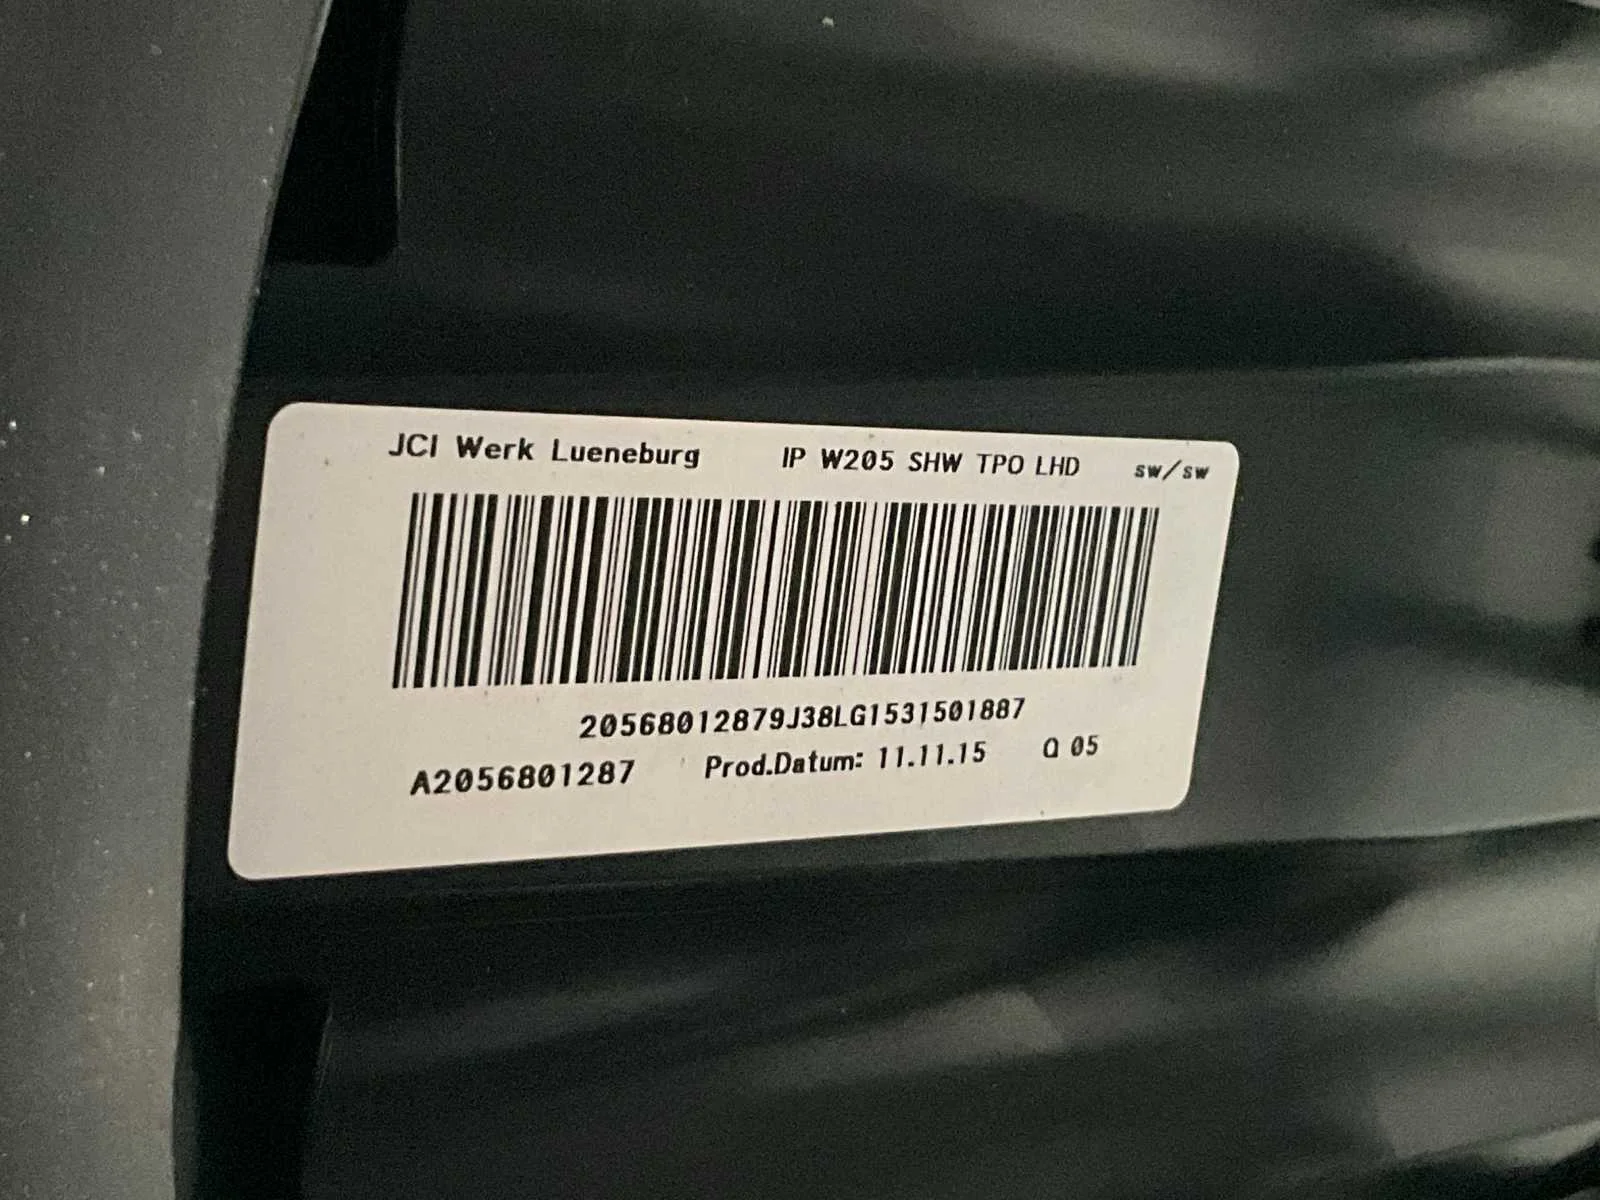 JCI Werk Lueneburg IP W205 SHW TPO LHD sw/sw
20568012879J38LG1531501887
A2056801287 Prod.Datum: 11.11.15 Q 05